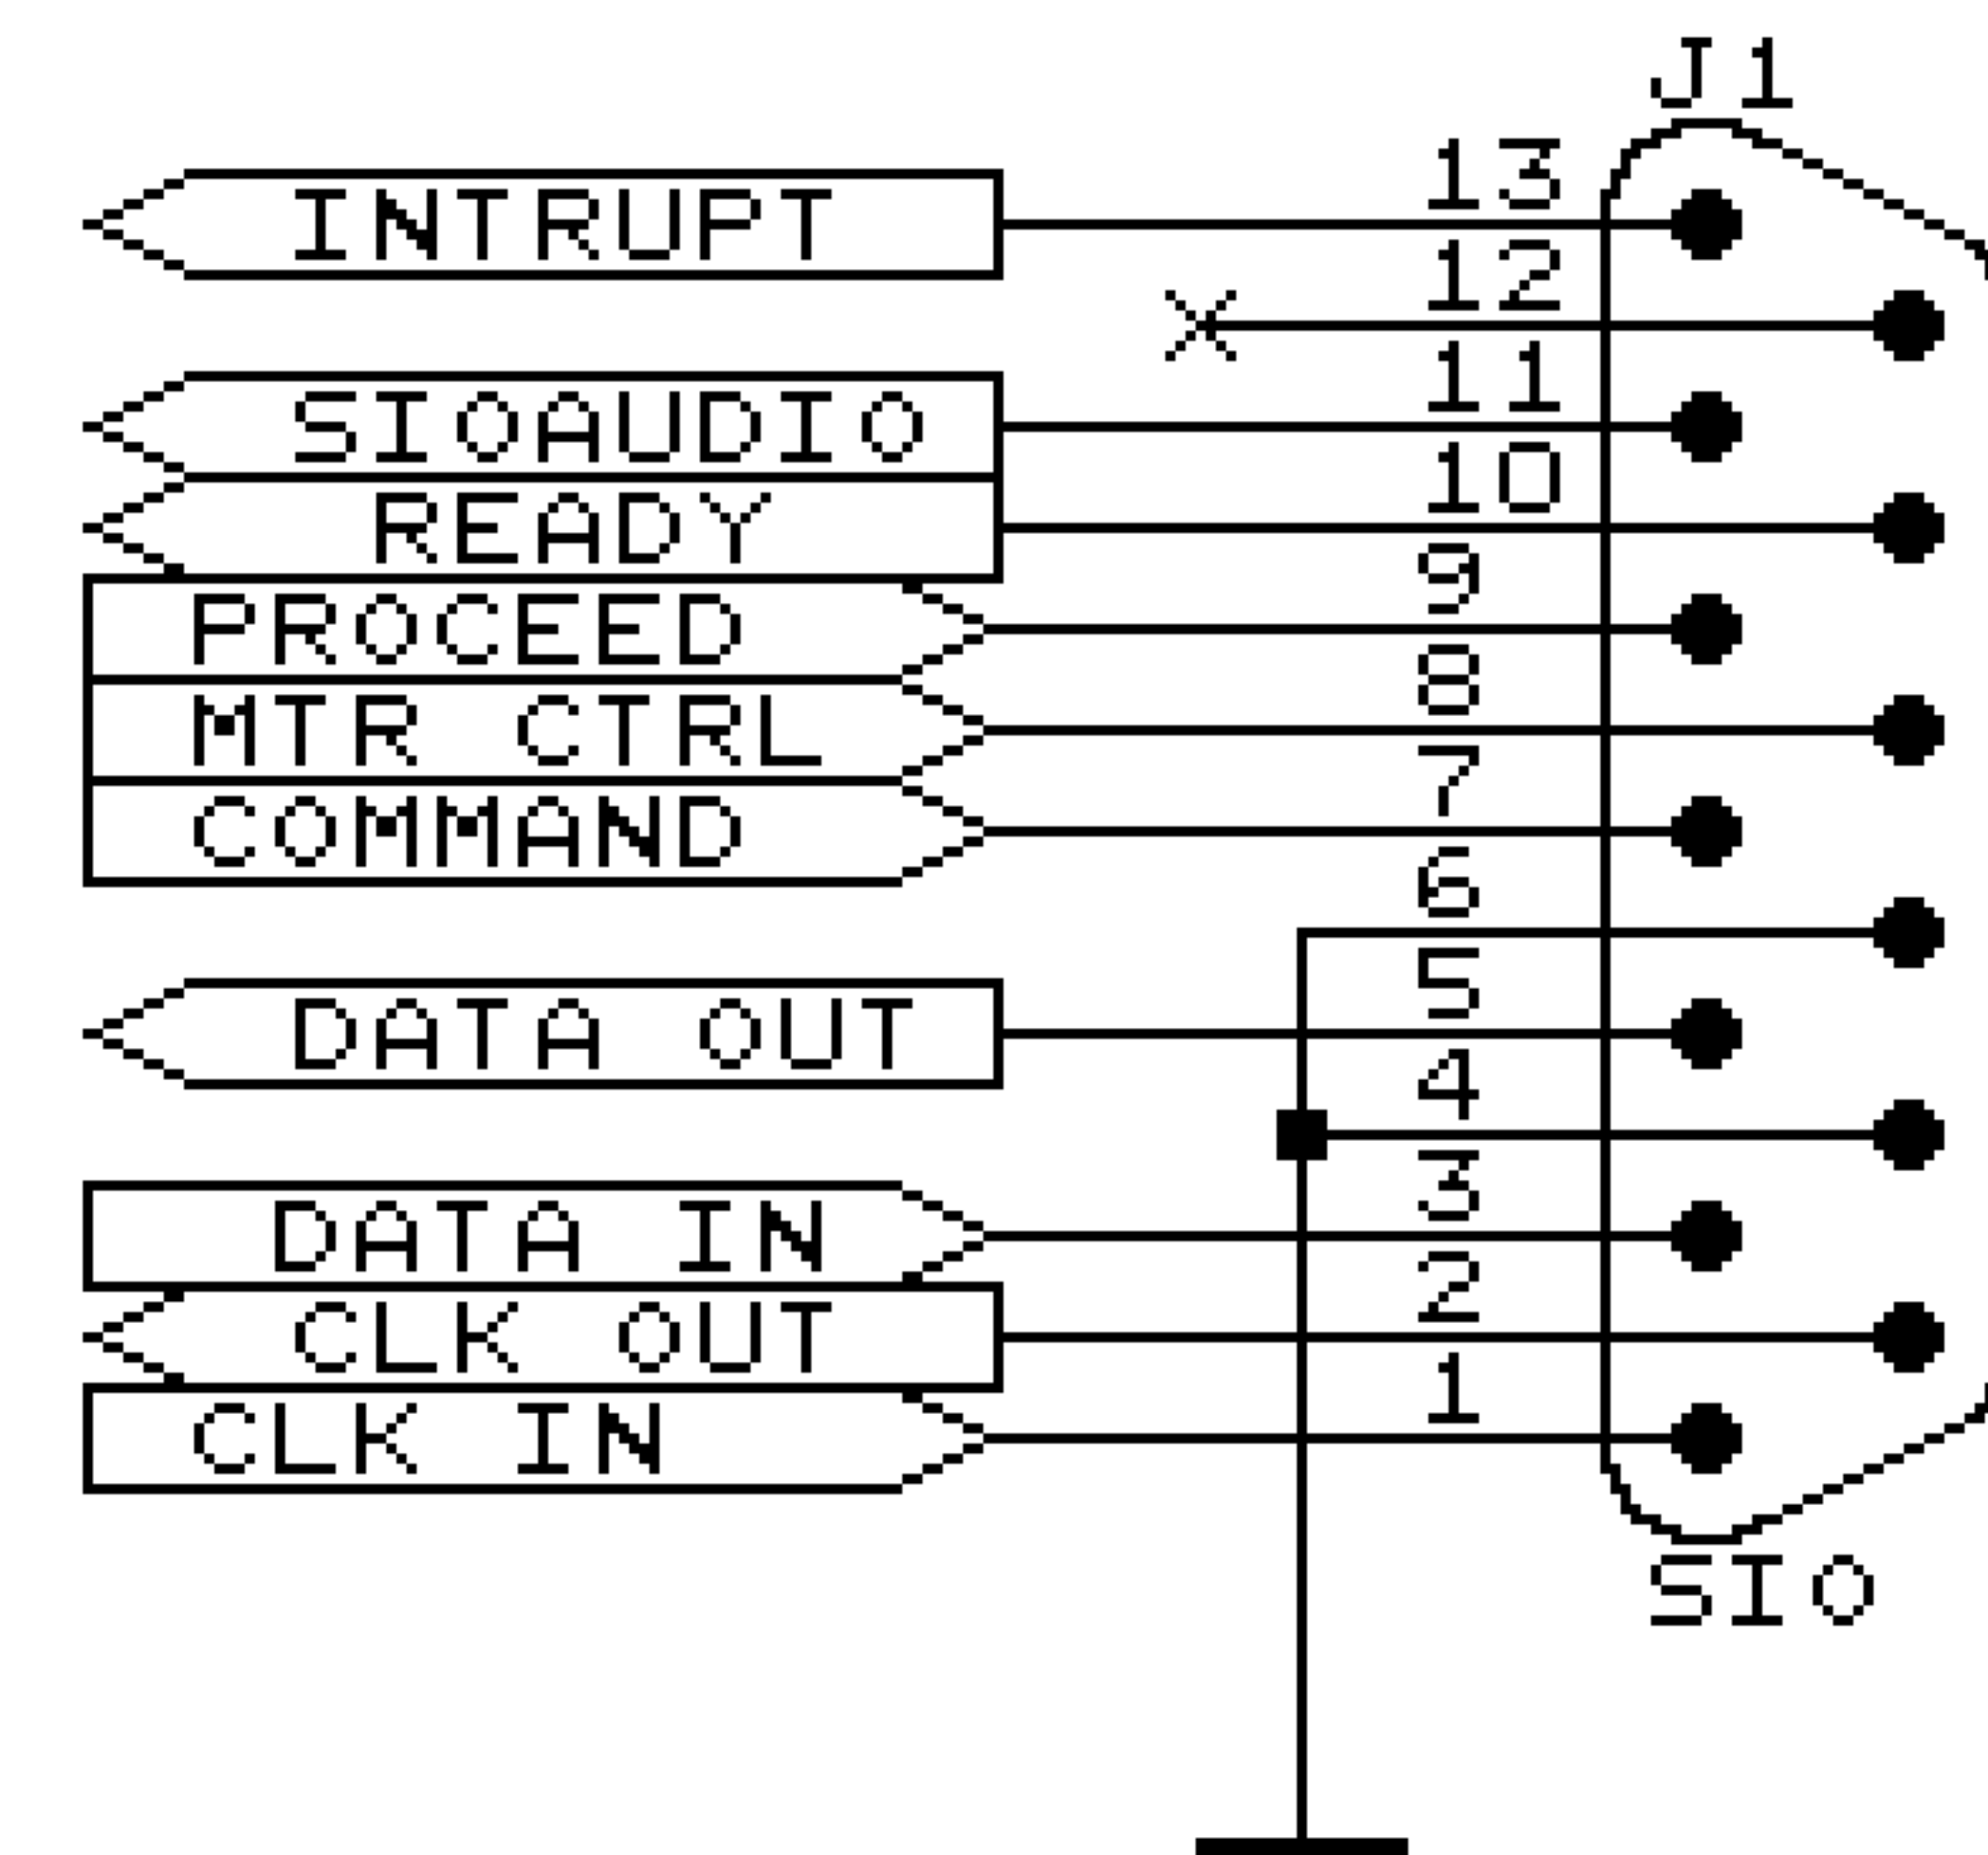 J1
13
INTRUPT
12
11
SIOAUDIO
10
READY
9
PROCEED
8
MTR CTRL
7
COMMAND
6
5
DATA OUT
4
3
DATA IN
2
CLK OUT
1
CLK IN
SIO